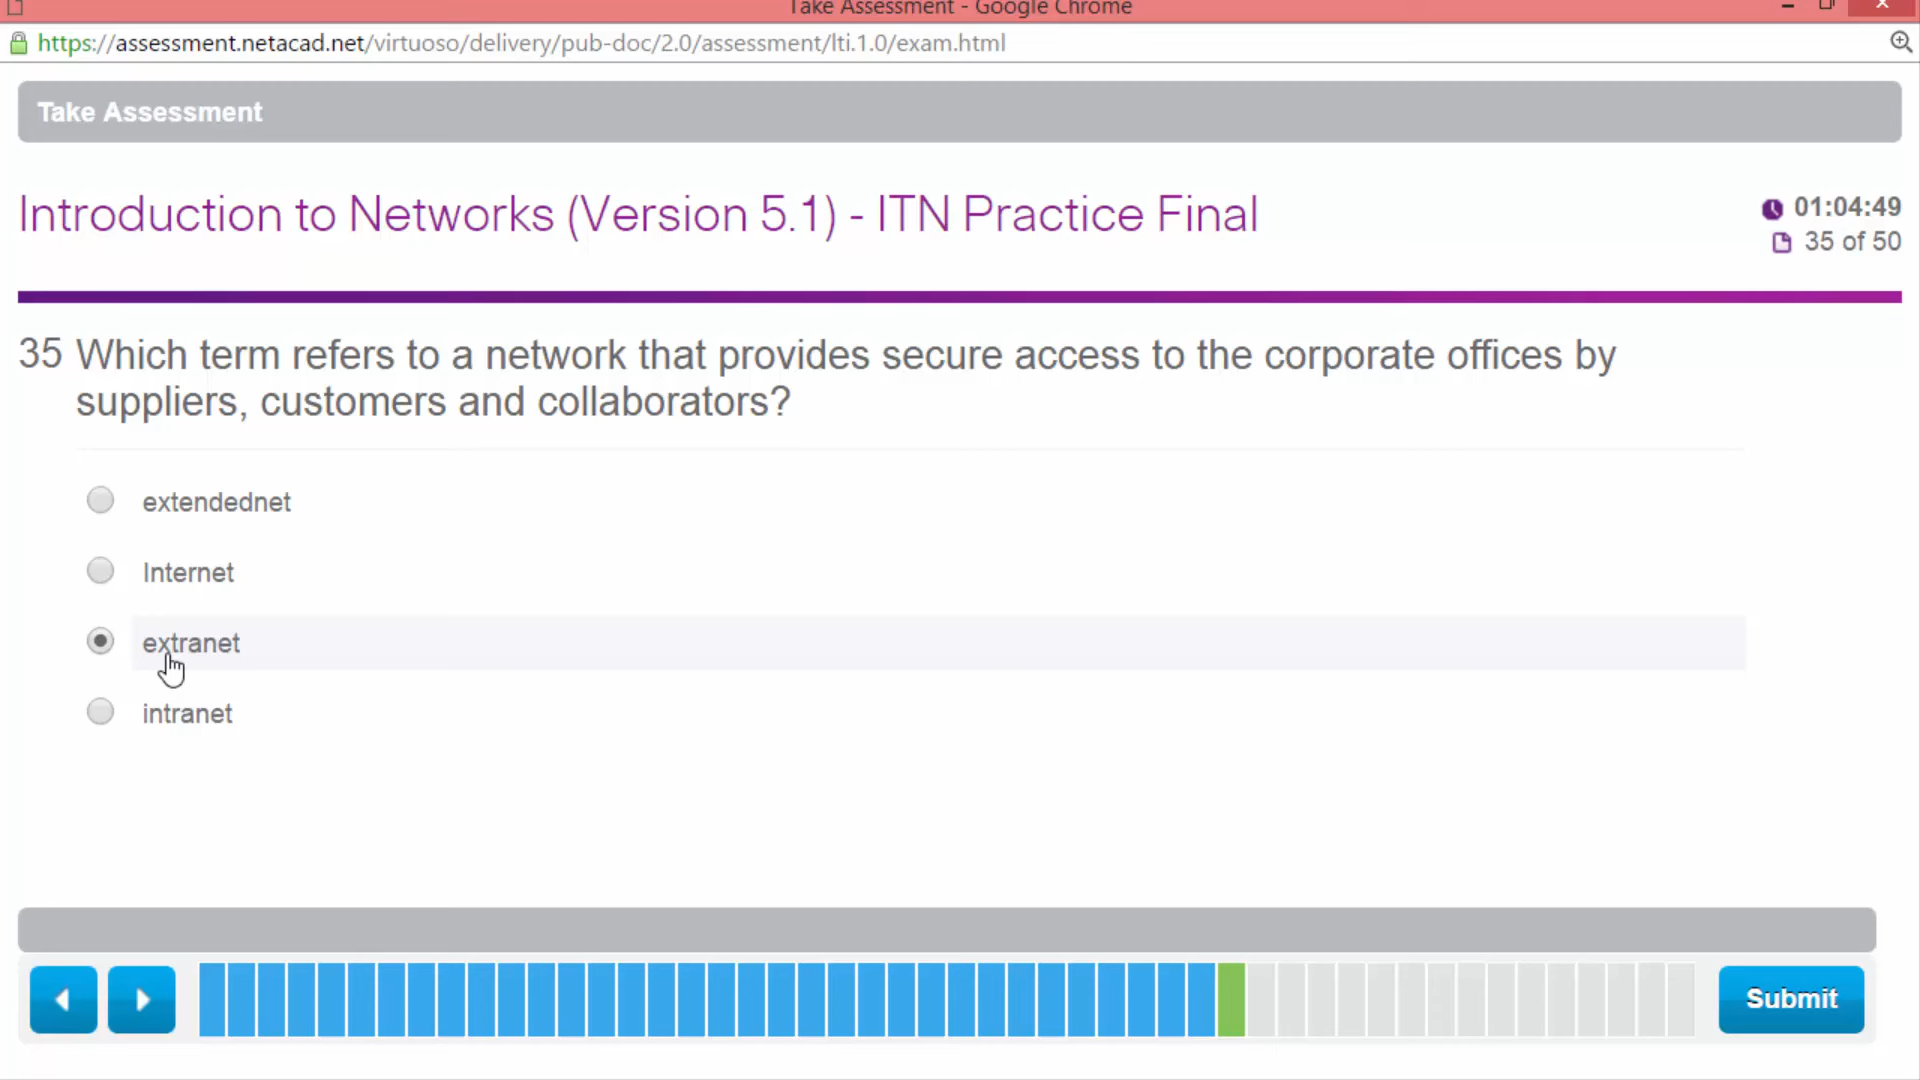 Take Assessment - Google Chrome
https://assessment.netacad.net/virtuoso/delivery/pub-doc/2.0/assessment/lti.1.0/exam.html
Take Assessment
Introduction to Networks (Version 5.1) - ITN Practice Final
01:04:49
35 of 50
35 Which term refers to a network that provides secure access to the corporate offices by
suppliers, customers and collaborators?
extendednet
Internet
extranet
intranet
Submit